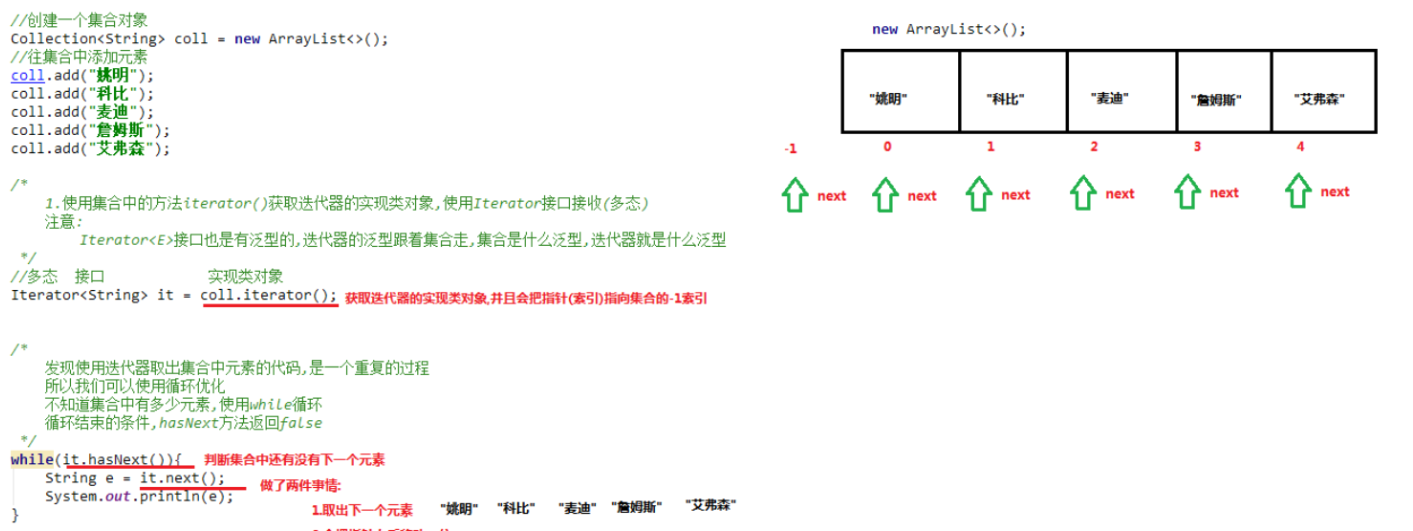 //创建一个集合对象
Collection<String> coll = new ArrayList<>();
//往集合中添加元素
coll.add("姚明");
coll.add("科比");
coll.add("麦迪");
coll.add("詹姆斯");
coll.add("艾弗森");
/*
1.使用集合中的方法iterator()获取迭代器的实现类对象,使用Iterator接口接收(多态)
注意:
Iterator<E>接口也是有泛型的,迭代器的泛型跟着集合走,集合是什么泛型,迭代器就是什么泛型
*/
//多态 接口 实现类对象
Iterator<String> it = coll.iterator(); 获取迭代器的实现类对象,并且会把指针(索引)指向集合的-1索引
/*
发现使用迭代器取出集合中元素的代码,是一个重复的过程
所以我们可以使用循环优化
不知道集合中有多少元素,使用while循环
循环结束的条件,hasNext方法返回false
*/
while(it.hasNext()){ 判断集合中还有没有下一个元素
String e = it.next(); 做了两件事情:
System.out.println(e);
1.取出下一个元素 "姚明" "科比" "麦迪" "詹姆斯" "艾弗森"
}
new ArrayList<>();
"姚明" "科比" "麦迪" "詹姆斯" "艾弗森"
-1 0 1 2 3 4
next next next next next next